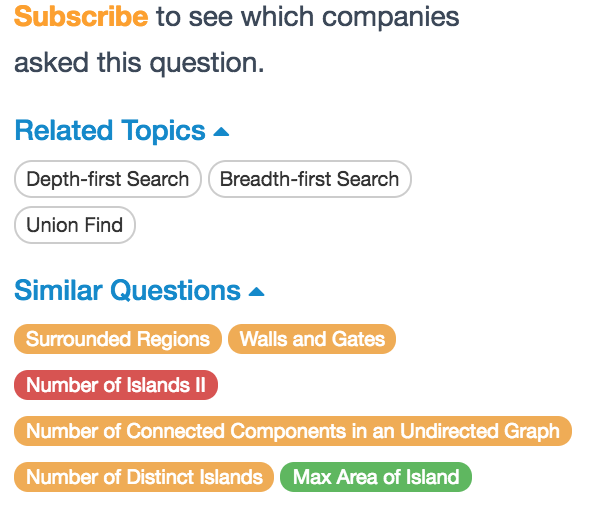 Subscribe to see which companies
asked this question.
Related Topics
Depth-first Search Breadth-first Search
Union Find
Similar Questions
Surrounded Regions Walls and Gates
Number of Islands II
Number of Connected Components in an Undirected Graph
Number of Distinct Islands Max Area of Island